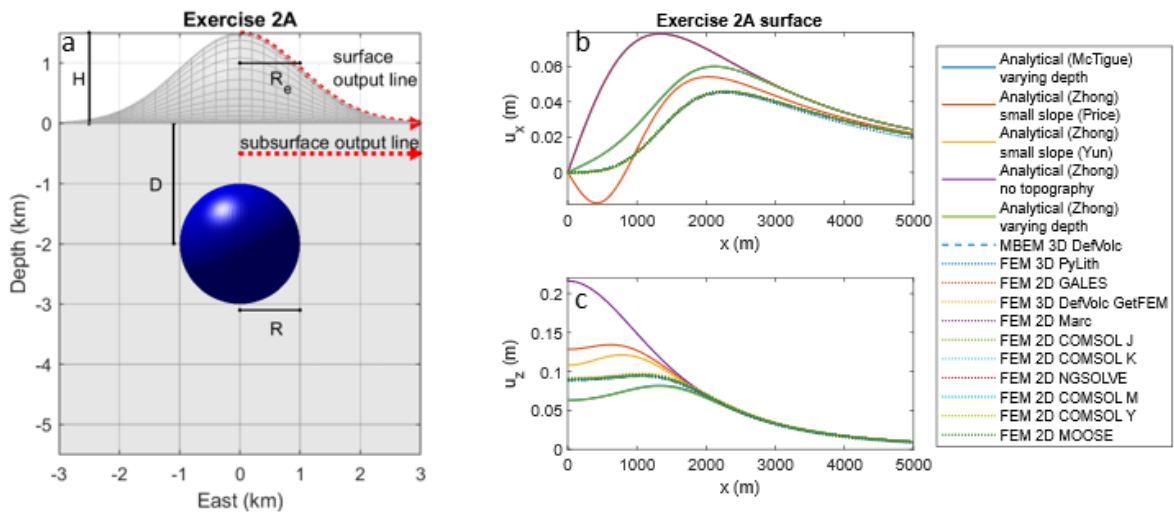 Exercise 2A
a
H
1
0
-1
-2
-3
-4
-5
Depth (km)
surface
output line
R_e
subsurface output line
D
R
-3 -2 -1 0 1 2 3
East (km)
Exercise 2A surface
b
0.06
0.04
0.02
0
u_x (m)
0 1000 2000 3000 4000 5000
x (m)
c
0.2
0.15
0.1
0.05
0
u_z (m)
0 1000 2000 3000 4000 5000
x (m)
Analytical (McTigue)
varying depth
Analytical (Zhong)
small slope (Price)
Analytical (Zhong)
small slope (Yun)
Analytical (Zhong)
no topography
Analytical (Zhong)
varying depth
MBEM 3D DefVolc
FEM 3D PyLith
FEM 2D GALES
FEM 3D DefVolc GetFEM
FEM 2D Marc
FEM 2D COMSOL J
FEM 2D COMSOL K
FEM 2D NGSOLVE
FEM 2D COMSOL M
FEM 2D COMSOL Y
FEM 2D MOOSE